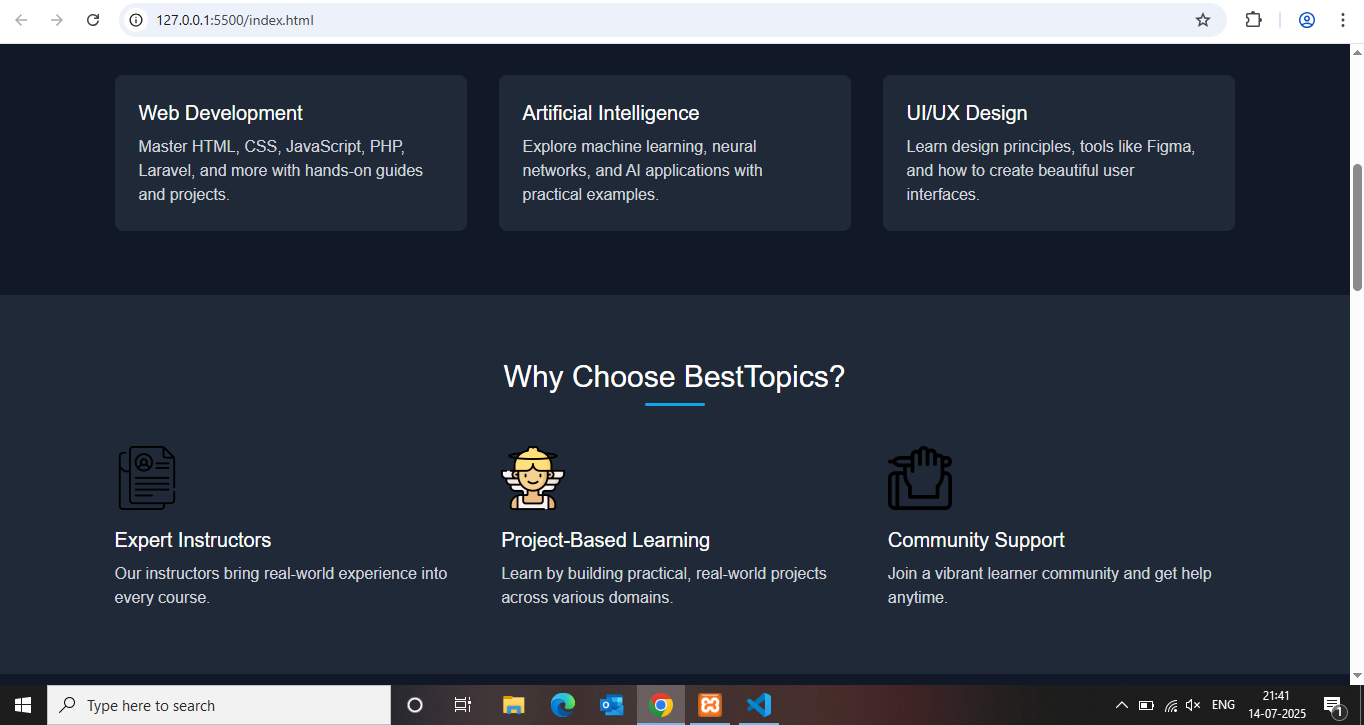 127.0.0.1:5500/index.html
Web Development
Master HTML, CSS, JavaScript, PHP,
Laravel, and more with hands-on guides
and projects.
Artificial Intelligence
Explore machine learning, neural
networks, and AI applications with
practical examples.
UI/UX Design
Learn design principles, tools like Figma,
and how to create beautiful user
interfaces.
Why Choose BestTopics?
Expert Instructors
Our instructors bring real-world experience into
every course.
Project-Based Learning
Learn by building practical, real-world projects
across various domains.
Community Support
Join a vibrant learner community and get help
anytime.
Type here to search
ENG
21:41
14-07-2025
1